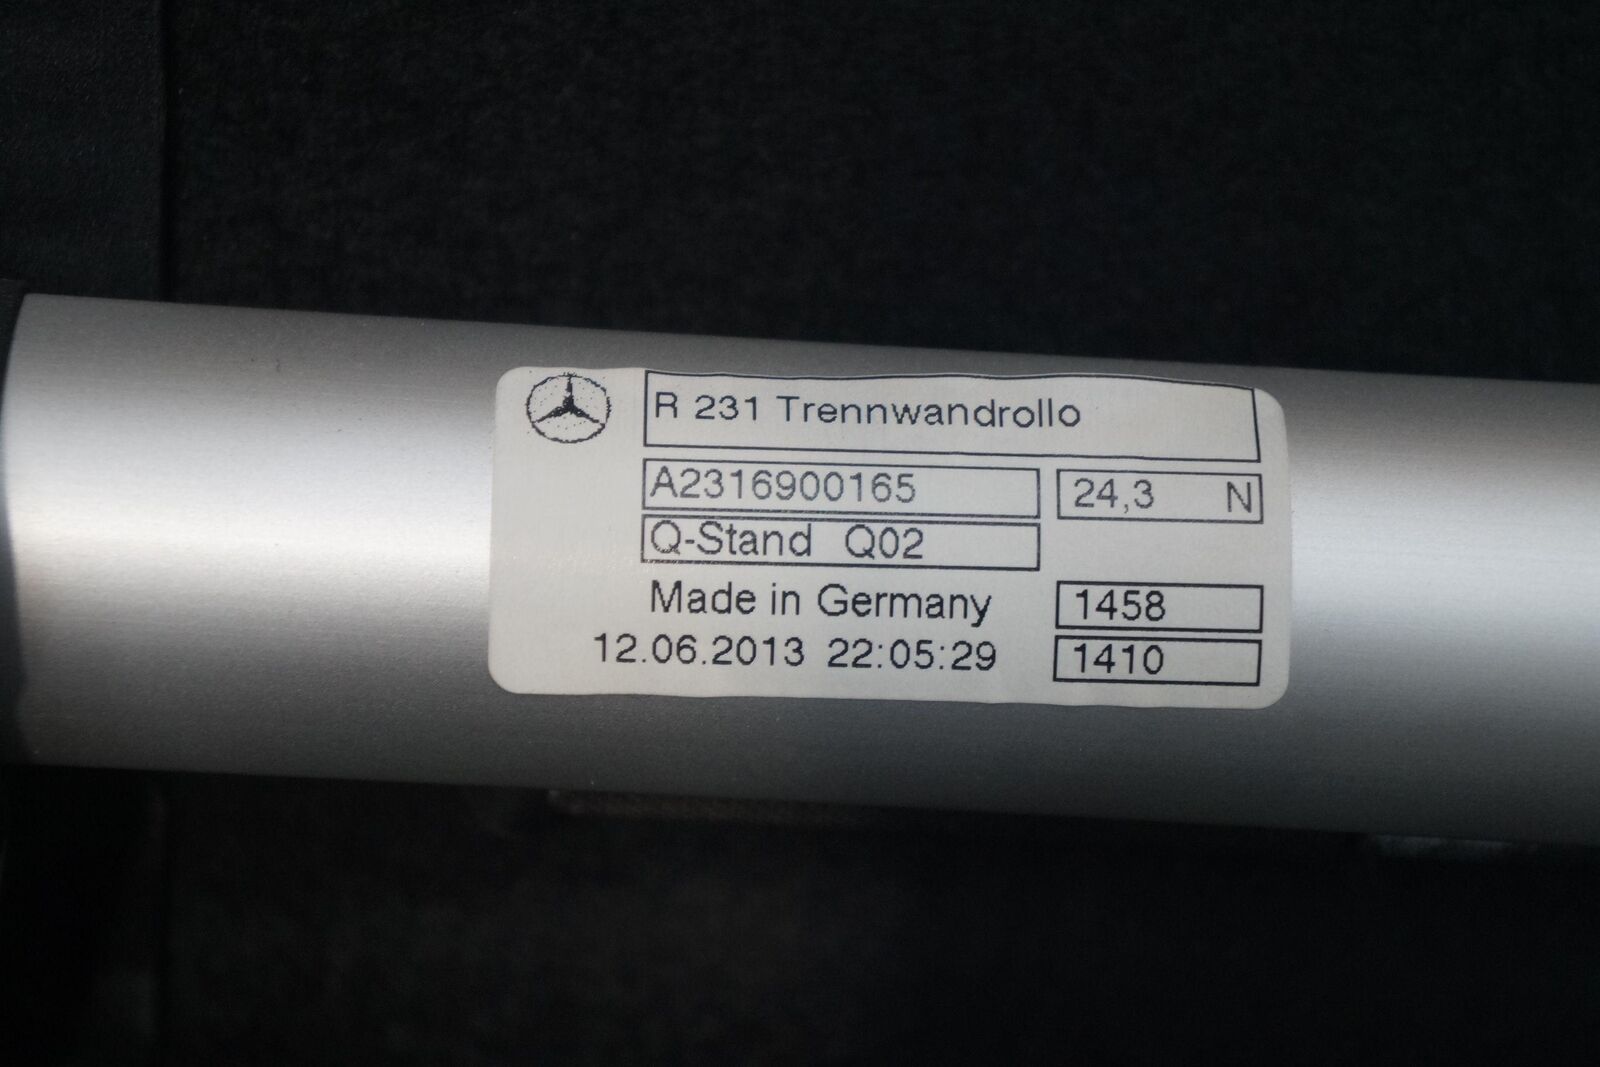 R 231 Trennwandrollo
A2316900165 24,3 N
Q-Stand Q02
Made in Germany 1458
12.06.2013 22:05:29 1410